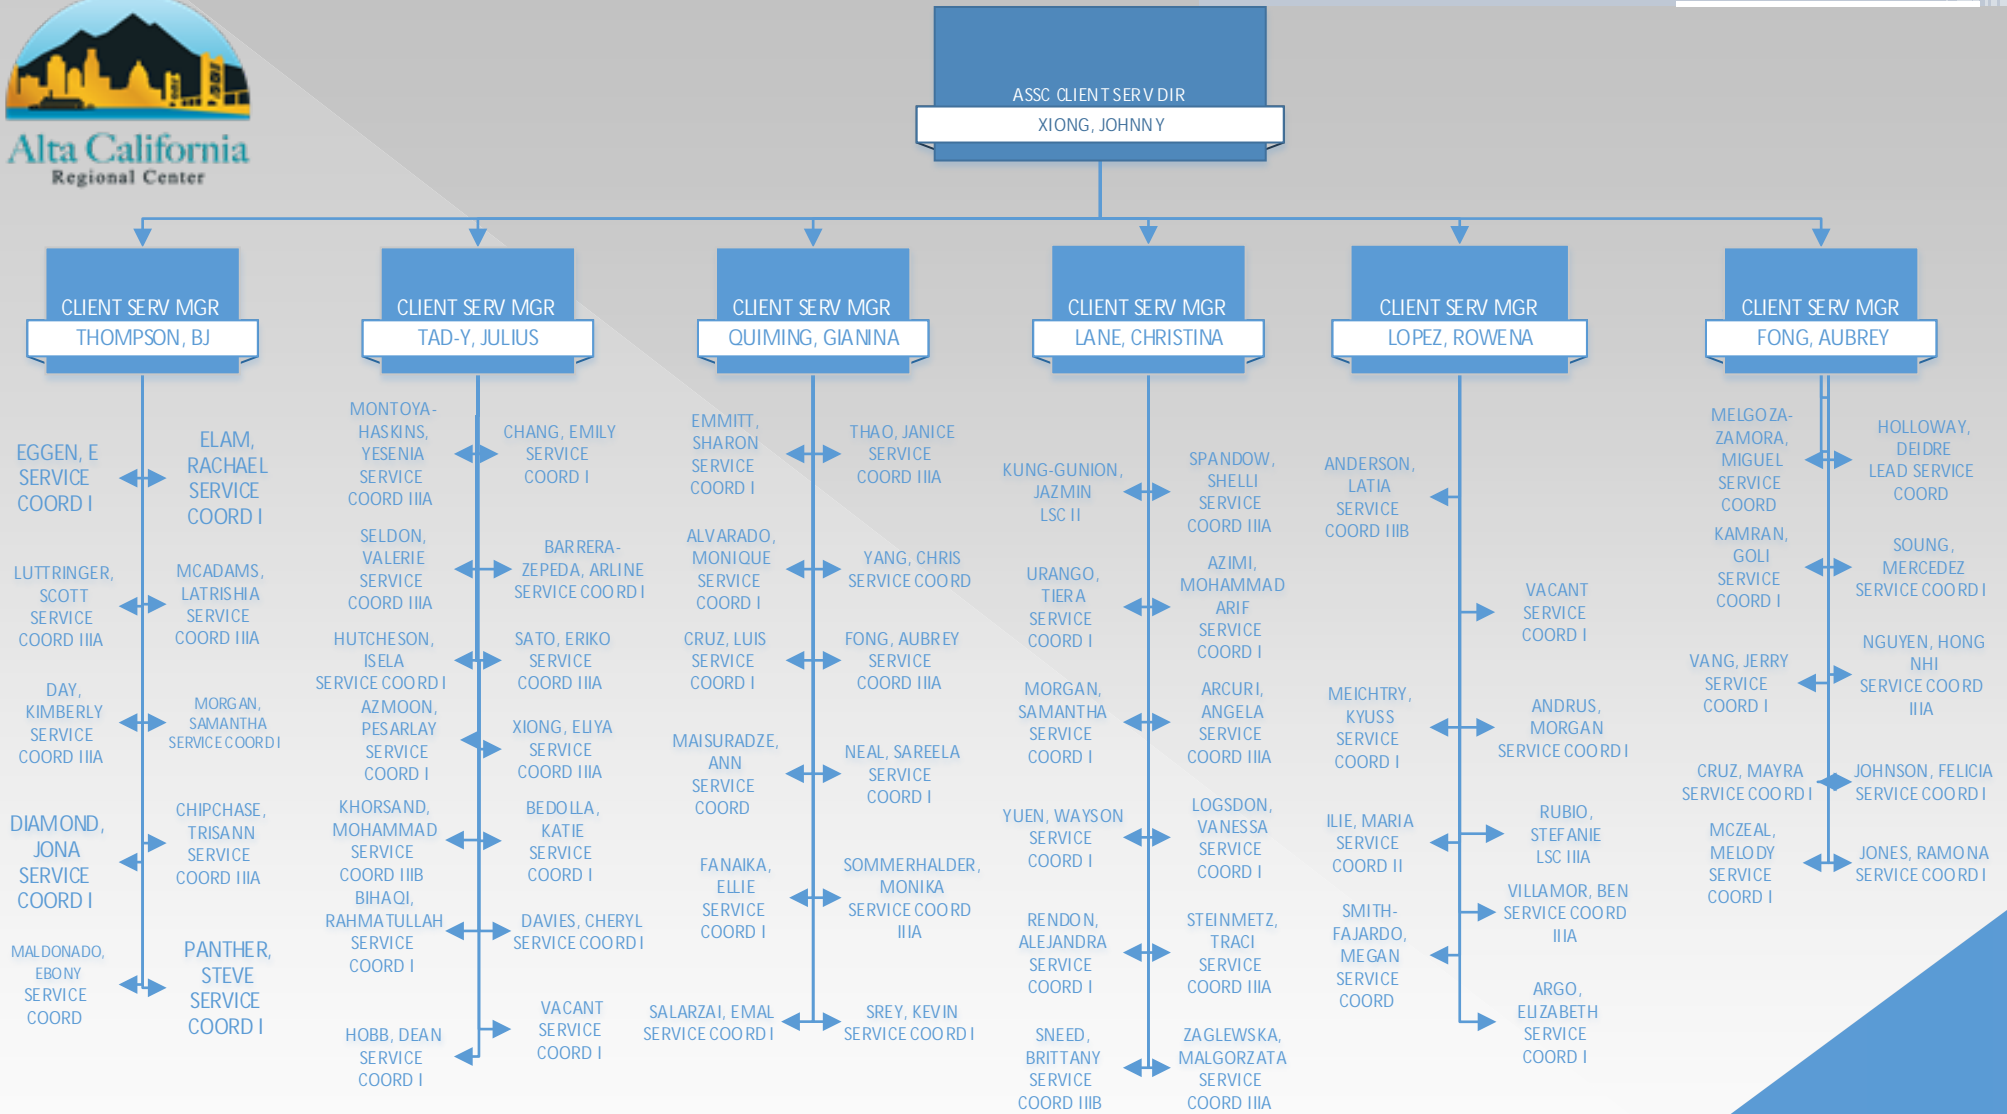 Alta California
Regional Center
ASSC CLIENT SERV DIR
XIONG, JOHNNY
CLIENT SERV MGR
THOMPSON, BJ
EGGEN, E
SERVICE
COORD I
ELAM,
RACHAEL
SERVICE
COORD I
LUTTRINGER,
SCOTT
SERVICE
COORD IIIA
MCADAMS,
LATRISHIA
SERVICE
COORD IIIA
DAY,
KIMBERLY
SERVICE
COORD IIIA
MORGAN,
SAMANTHA
SERVICE COORD I
DIAMOND,
JONA
SERVICE
COORD I
CHIPCHASE,
TRISANN
SERVICE
COORD IIIA
MALDONADO,
EBONY
SERVICE
COORD
PANTHER,
STEVE
SERVICE
COORD I
CLIENT SERV MGR
TAD-Y, JULIUS
MONTOYA-
HASKINS,
YESENIA
SERVICE
COORD IIIA
CHANG, EMILY
SERVICE
COORD I
SELDON,
VALERIE
SERVICE
COORD IIIA
BARRERA-
ZEPEDA, ARLINE
SERVICE COORD I
HUTCHESON,
ISELA
SERVICE COORD I
SATO, ERIKO
SERVICE
COORD IIIA
AZMOON,
PESARLAY
SERVICE
COORD I
XIONG, ELIYA
SERVICE
COORD IIIA
KHORSAND,
MOHAMMAD
SERVICE
COORD IIIB
BEDOLLA,
KATIE
SERVICE
COORD I
BIHAQI,
RAHMATULLAH
SERVICE
COORD I
DAVIES, CHERYL
SERVICE COORD I
HOBB, DEAN
SERVICE
COORD I
VACANT
SERVICE
COORD I
CLIENT SERV MGR
QUIMING, GIANINA
EMMITT,
SHARON
SERVICE
COORD I
THAO, JANICE
SERVICE
COORD IIIA
ALVARADO,
MONIQUE
SERVICE
COORD I
YANG, CHRIS
SERVICE COORD
CRUZ, LUIS
SERVICE
COORD I
FONG, AUBREY
SERVICE
COORD IIIA
MAISURADZE,
ANN
SERVICE
COORD
NEAL, SAREELA
SERVICE
COORD I
FANAIKA,
ELLIE
SERVICE
COORD I
SOMMERHALDER,
MONIKA
SERVICE COORD
IIIA
SALARZAI, EMAL
SERVICE COORD I
SREY, KEVIN
SERVICE COORD I
CLIENT SERV MGR
LANE, CHRISTINA
KUNG-GUNION,
JAZMIN
LSC II
SPANDOW,
SHELLI
SERVICE
COORD IIIA
URANGO,
TIERA
SERVICE
COORD I
AZIMI,
MOHAMMAD
ARIF
SERVICE
COORD I
MORGAN,
SAMANTHA
SERVICE
COORD I
ARCURI,
ANGELA
SERVICE
COORD IIIA
YUEN, WAYSON
SERVICE
COORD I
LOGSDON,
VANESSA
SERVICE
COORD I
RENDON,
ALEJANDRA
SERVICE
COORD I
STEINMETZ,
TRACI
SERVICE
COORD IIIA
SNEED,
BRITTANY
SERVICE
COORD IIIB
ZAGLEWSKA,
MALGORZATA
SERVICE
COORD IIIA
CLIENT SERV MGR
LOPEZ, ROWENA
ANDERSON,
LATIA
SERVICE
COORD IIIB
VACANT
SERVICE
COORD I
MEICHTRY,
KYUSS
SERVICE
COORD I
ANDRUS,
MORGAN
SERVICE COORD I
ILIE, MARIA
SERVICE
COORD II
RUBIO,
STEFANIE
LSC IIIA
VILLAMOR, BEN
SERVICE COORD
IIIA
SMITH-
FAJARDO,
MEGAN
SERVICE
COORD
ARGO,
ELIZABETH
SERVICE
COORD I
CLIENT SERV MGR
FONG, AUBREY
MELGOZA-
ZAMORA,
MIGUEL
SERVICE
COORD
HOLLOWAY,
DEIDRE
LEAD SERVICE
COORD
KAMRAN,
GOLI
SERVICE
COORD I
SOUNG,
MERCEDEZ
SERVICE COORD I
VANG, JERRY
SERVICE
COORD I
NGUYEN, HONG
NHI
SERVICE COORD
IIIA
CRUZ, MAYRA
SERVICE COORD I
JOHNSON, FELICIA
SERVICE COORD I
MCZEAL,
MELODY
SERVICE
COORD I
JONES, RAMONA
SERVICE COORD I